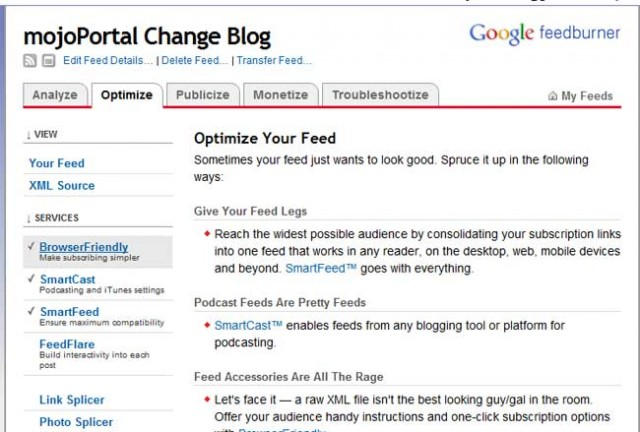 mojoPortal Change Blog
Google feedburner
Edit Feed Details... | Delete Feed... | Transfer Feed...
Analyze Optimize Publicize Monetize Troubleshootize My Feeds
↓ VIEW
Your Feed
XML Source
↓ SERVICES
✓ BrowserFriendly
Make subscribing simpler
✓ SmartCast
Podcasting and iTunes settings
✓ SmartFeed
Ensure maximum compatibility
FeedFlare
Build interactivity into each
post
Link Splicer
Photo Splicer
Optimize Your Feed
Sometimes your feed just wants to look good. Spruce it up in the following
ways:
Give Your Feed Legs
Reach the widest possible audience by consolidating your subscription links
into one feed that works in any reader, on the desktop, web, mobile devices
and beyond. SmartFeed™ goes with everything.
Podcast Feeds Are Pretty Feeds
SmartCast™ enables feeds from any blogging tool or platform for
podcasting.
Feed Accessories Are All The Rage
Let's face it — a raw XML file isn't the best looking guy/gal in the room.
Offer your audience handy instructions and one-click subscription options
with BrowserFriendly